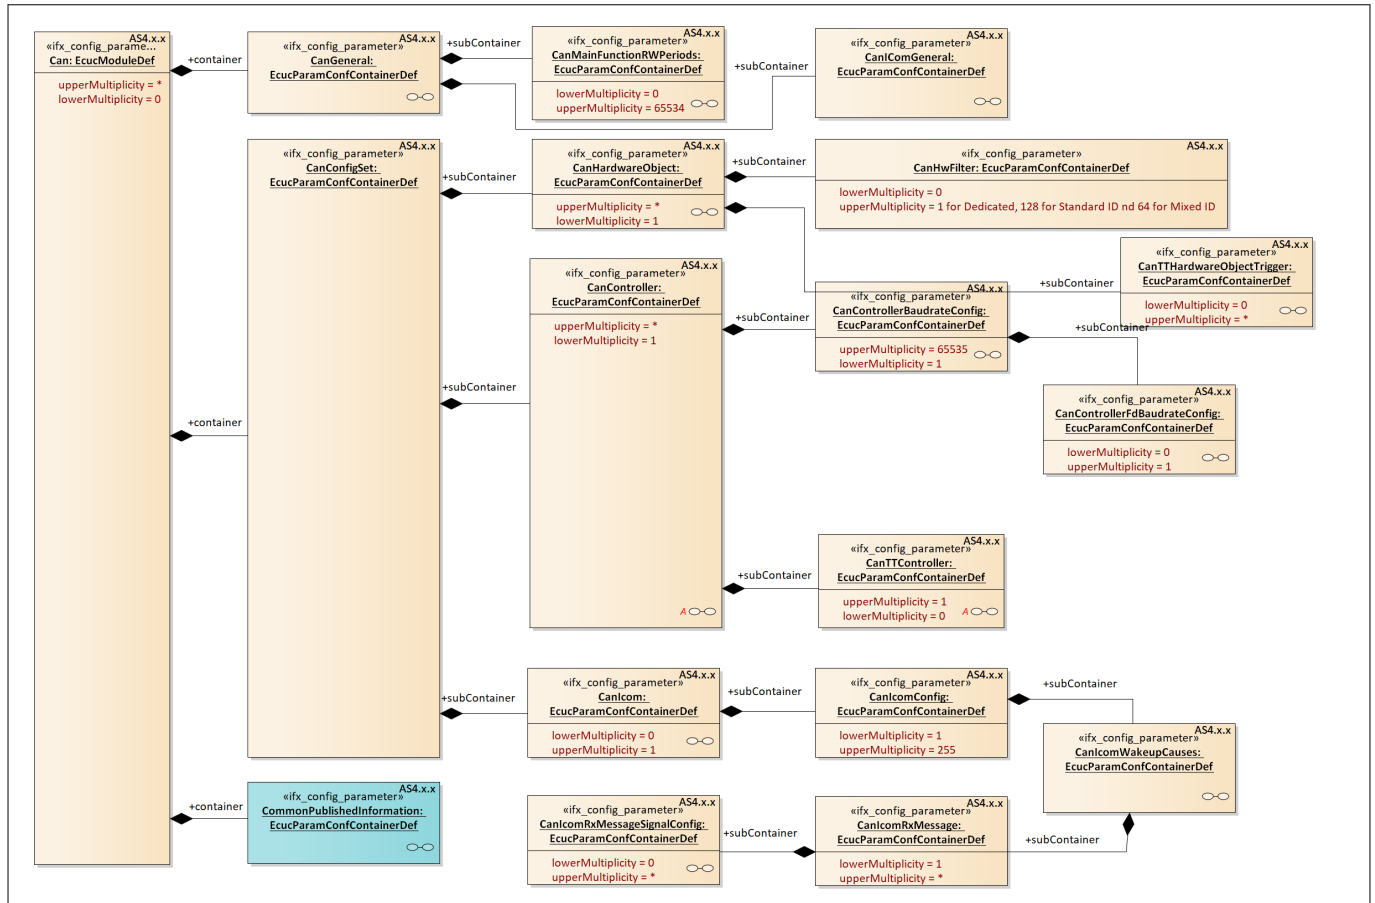 AS4.x.x
«ifx_config_parame...
Can: EcucModuleDef
upperMultiplicity = *
lowerMultiplicity = 0
+container
AS4.x.x
«ifx_config_parameter»
CanGeneral:
EcucParamConfContainerDef
+subContainer
AS4.x.x
«ifx_config_parameter»
CanMainFunctionRWPeriods:
EcucParamConfContainerDef
lowerMultiplicity = 0
upperMultiplicity = 65534
+subContainer
AS4.x.x
«ifx_config_parameter»
CanIComGeneral:
EcucParamConfContainerDef
+container
AS4.x.x
«ifx_config_parameter»
CanConfigSet:
EcucParamConfContainerDef
+subContainer
AS4.x.x
«ifx_config_parameter»
CanHardwareObject:
EcucParamConfContainerDef
upperMultiplicity = *
lowerMultiplicity = 1
+subContainer
AS4.x.x
«ifx_config_parameter»
CanHwFilter: EcucParamConfContainerDef
lowerMultiplicity = 0
upperMultiplicity = 1 for Dedicated, 128 for Standard ID nd 64 for Mixed ID
+subContainer
AS4.x.x
«ifx_config_parameter»
CanTTHardwareObjectTrigger:
EcucParamConfContainerDef
lowerMultiplicity = 0
upperMultiplicity = *
+subContainer
AS4.x.x
«ifx_config_parameter»
CanController:
EcucParamConfContainerDef
upperMultiplicity = *
lowerMultiplicity = 1
A
+subContainer
AS4.x.x
«ifx_config_parameter»
CanControllerBaudrateConfig:
EcucParamConfContainerDef
upperMultiplicity = 65535
lowerMultiplicity = 1
+subContainer
AS4.x.x
«ifx_config_parameter»
CanControllerFdBaudrateConfig:
EcucParamConfContainerDef
lowerMultiplicity = 0
upperMultiplicity = 1
+subContainer
AS4.x.x
«ifx_config_parameter»
CanTTController:
EcucParamConfContainerDef
upperMultiplicity = 1
lowerMultiplicity = 0
A
+subContainer
AS4.x.x
«ifx_config_parameter»
CanIcom:
EcucParamConfContainerDef
lowerMultiplicity = 0
upperMultiplicity = 1
+subContainer
AS4.x.x
«ifx_config_parameter»
CanIcomConfig:
EcucParamConfContainerDef
lowerMultiplicity = 1
upperMultiplicity = 255
+subContainer
AS4.x.x
«ifx_config_parameter»
CanIcomWakeupCauses:
EcucParamConfContainerDef
+container
AS4.x.x
«ifx_config_parameter»
CommonPublishedInformation:
EcucParamConfContainerDef
AS4.x.x
«ifx_config_parameter»
CanIcomRxMessageSignalConfig:
EcucParamConfContainerDef
lowerMultiplicity = 0
upperMultiplicity = *
+subContainer
AS4.x.x
«ifx_config_parameter»
CanIcomRxMessage:
EcucParamConfContainerDef
lowerMultiplicity = 1
upperMultiplicity = *
+subContainer